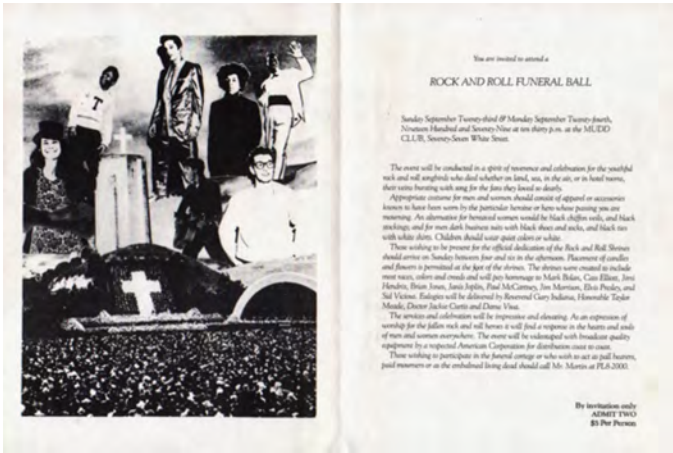 T
You are invited to attend a
ROCK AND ROLL FUNERAL BALL
Sunday September Twenty-third & Monday September Twenty-fourth,
Nineteen Hundred and Seventy-Nine at ten thirty p.m. at the MUDD
CLUB, Seventy-Seven White Street.
The event will be conducted in a spirit of reverence and celebration for the youthful
rock and roll songbirds who died whether on land, sea, in the air, or in hotel rooms,
their veins bursting with song for the fans they loved so dearly.
Appropriate costume for men and women should consist of apparel or accessories
known to have been worn by the particular heroine or hero whose passing you are
mourning. An alternative for bereaved women would be black chiffon veils, and black
stockings; and for men dark business suits with black shoes and socks, and black ties
with white shirts. Children should wear quiet colors or white.
Those wishing to be present for the official dedication of the Rock and Roll Shrines
should arrive on Sunday between four and six in the afternoon. Placement of candles
and flowers is permitted at the foot of the shrines. The shrines were created to include
most races, colors and creeds and will pay hommage to Mark Bolan, Cass Elliott, Jimi
Hendrix, Brian Jones, Janis Joplin, Paul McCartney, Jim Morrison, Elvis Presley, and
Sid Vicious. Eulogies will be delivered by Reverend Gary Indiana, Honorable Taylor
Meade, Doctor Jackie Curtis and Dame Viva.
The services and celebration will be impressive and elevating. As an expression of
worship for the fallen rock and roll heroes it will find a response in the hearts and souls
of men and women everywhere. The event will be videotaped with broadcast quality
equipment by a respected American Corporation for distribution coast to coast.
Those wishing to participate in the funeral cortege or who wish to act as pall bearers,
paid mourners or as the embalmed living dead should call Mr. Martin at PL8-2000.
By invitation only
ADMIT TWO
$5 Per Person